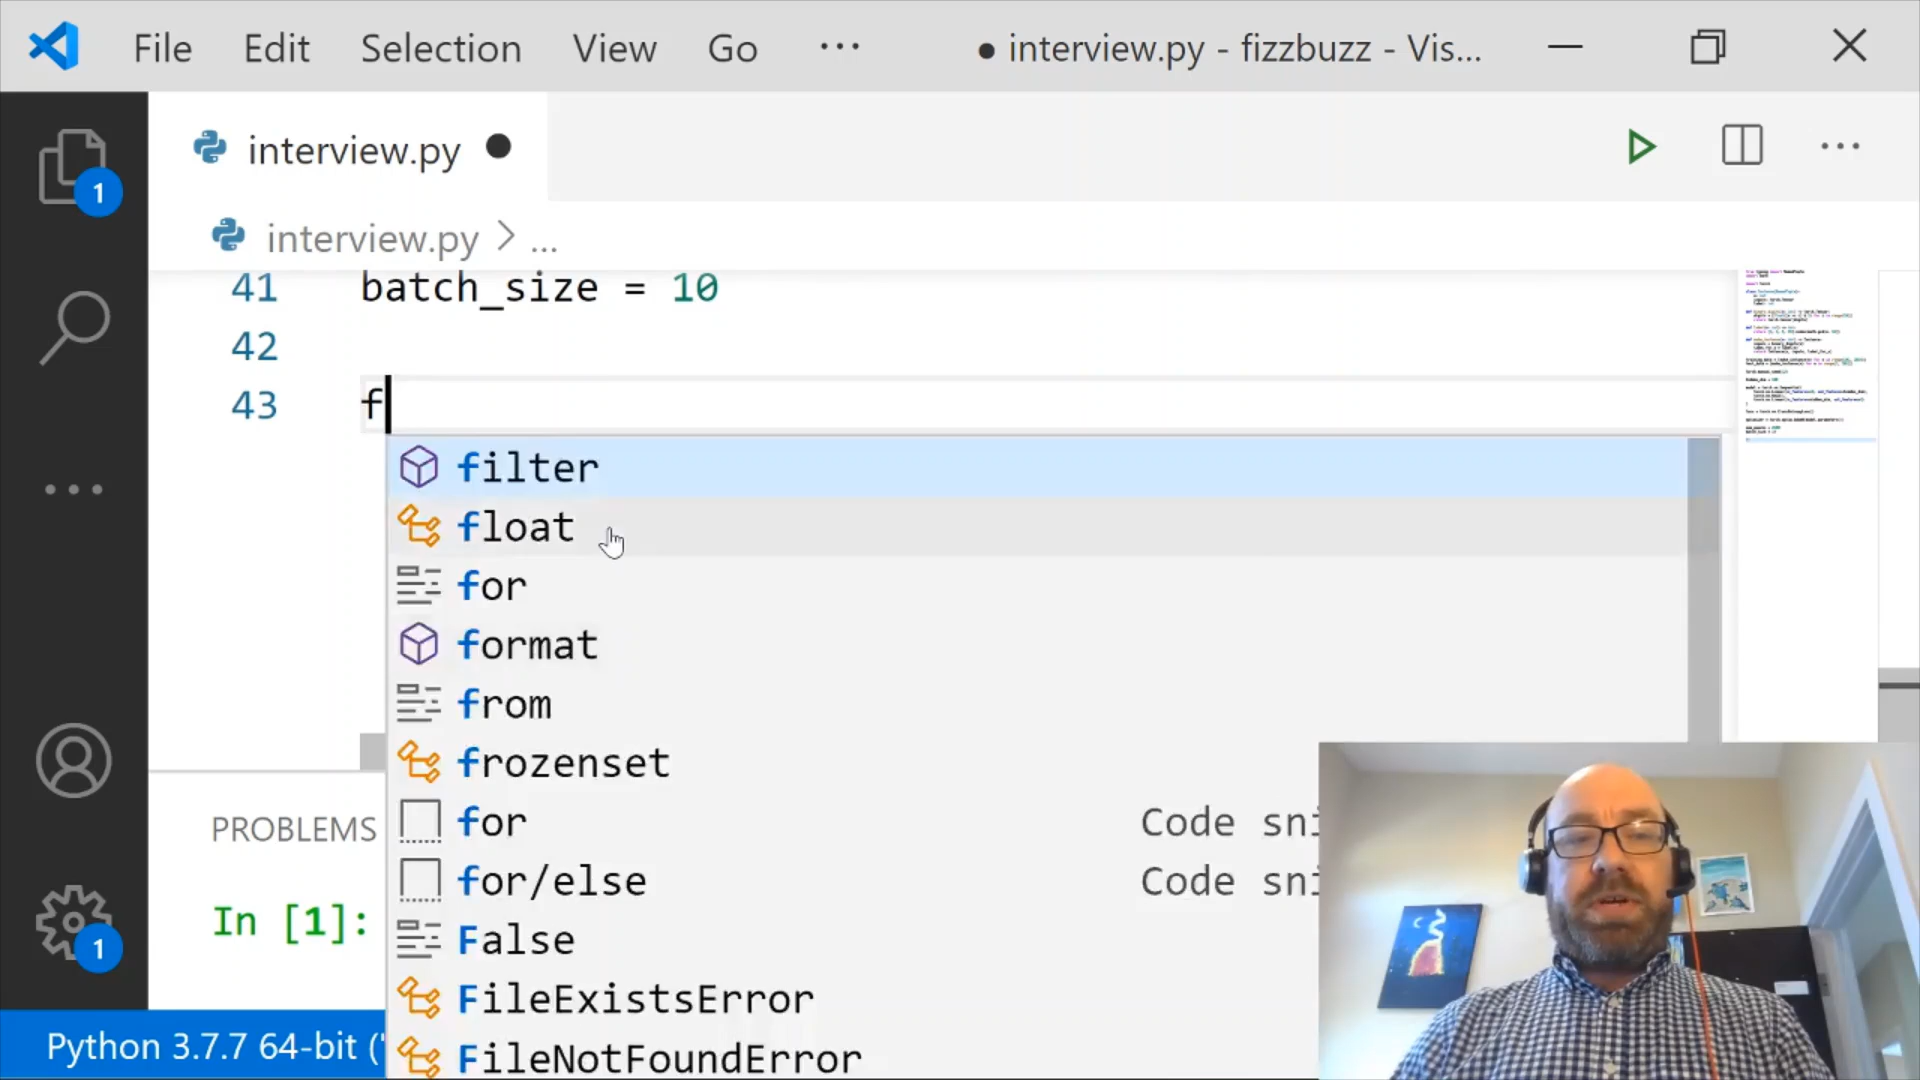 File Edit Selection View Go ··· ● interview.py - fizzbuzz - Vis...
1
interview.py ●
interview.py > ...
41 batch_size = 10
42
43 f
filter
float
for
format
from
frozenset
for Code sni
for/else Code sni
False
FileExistsError
FileNotFoundError
PROBLEMS
In [1]:
1
Python 3.7.7 64-bit ('